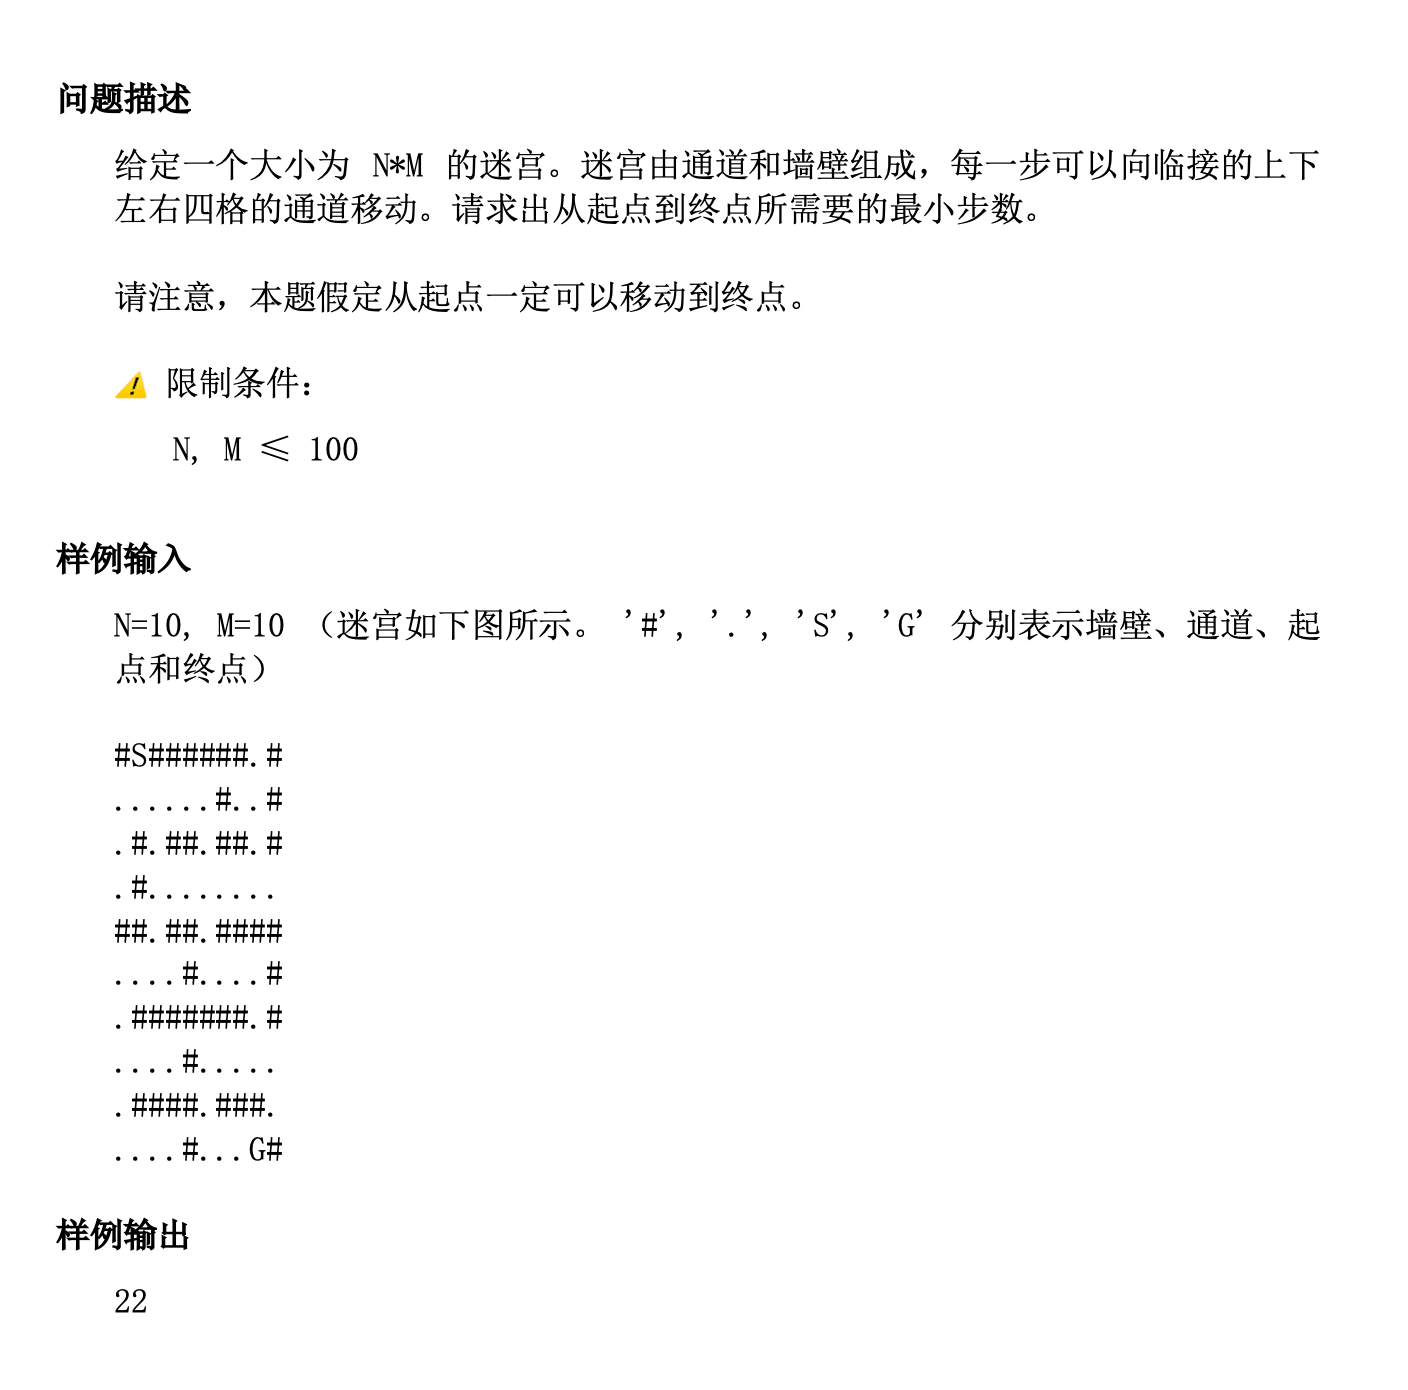 问题描述
给定一个大小为 N*M 的迷宫。迷宫由通道和墙壁组成，每一步可以向临接的上下
左右四格的通道移动。请求出从起点到终点所需要的最小步数。
请注意，本题假定从起点一定可以移动到终点。
限制条件：
N, M ≤ 100
样例输入
N=10, M=10 （迷宫如下图所示。 '#', '.', 'S', 'G' 分别表示墙壁、通道、起
点和终点）
#S######.#
......#..#
.#.##.##.#
.#........
##.##.####
....#....#
.#######.#
....#.....
.####.###.
....#...G#
样例输出
22